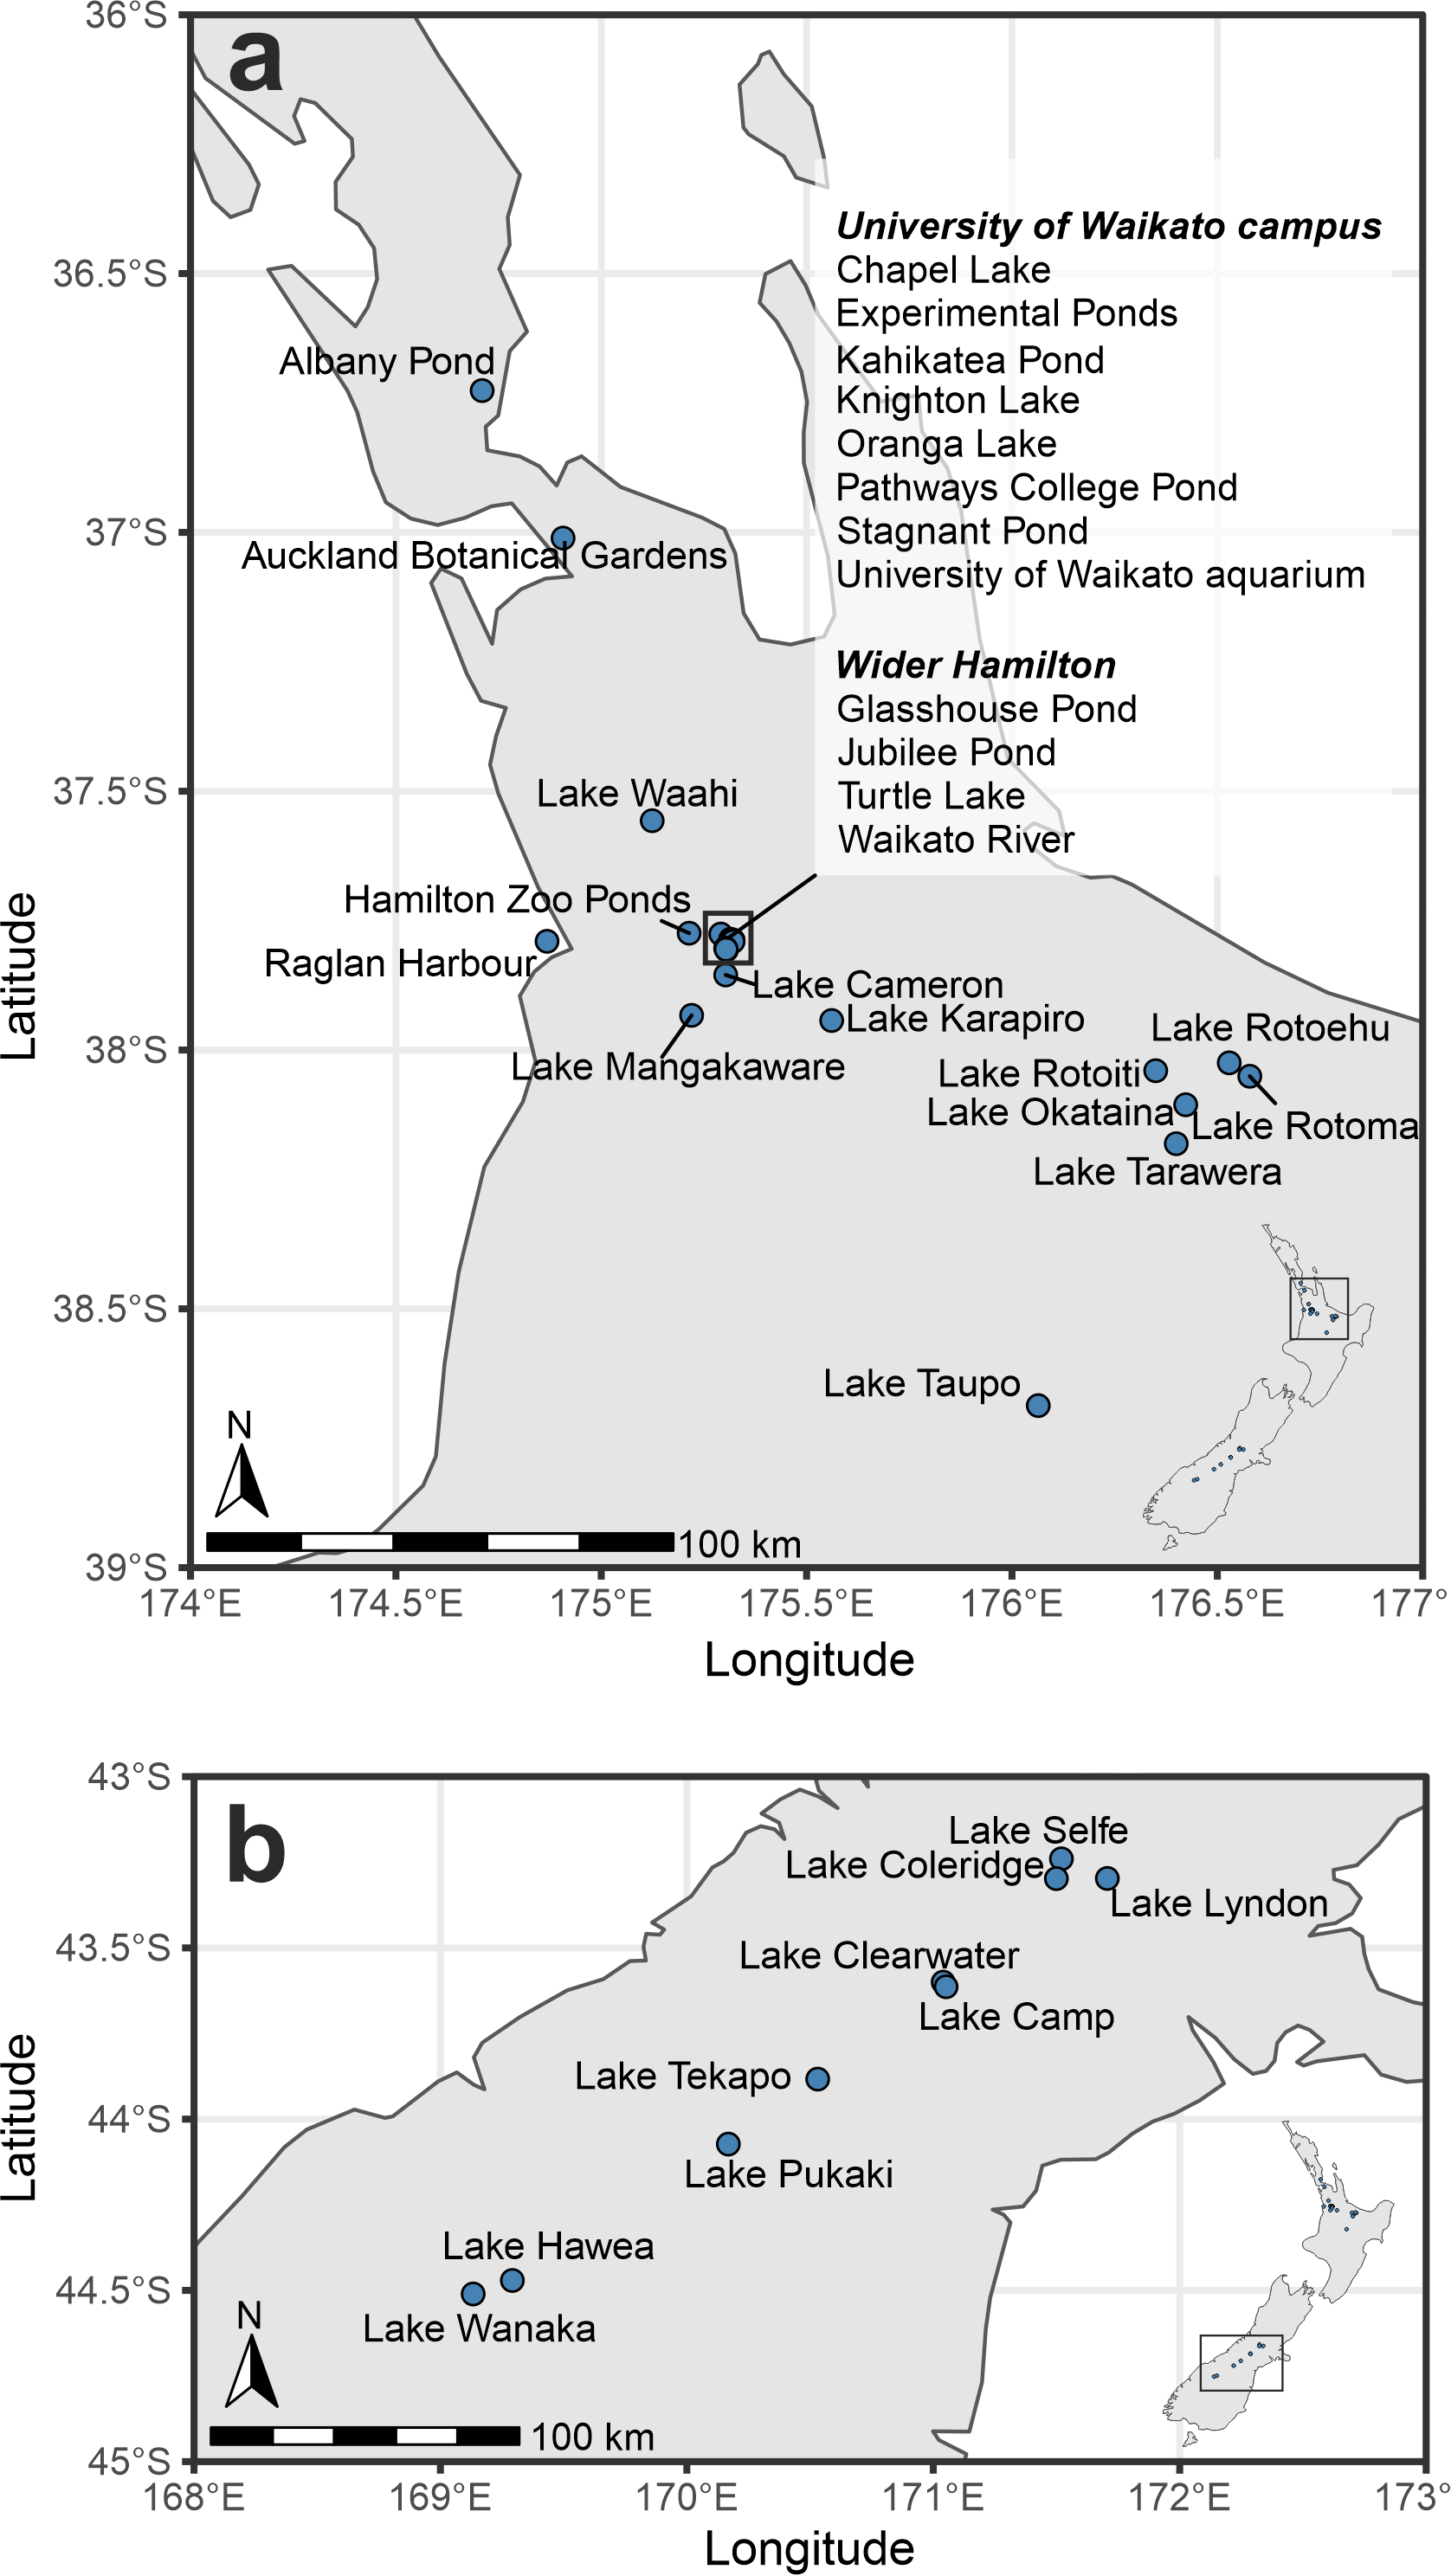 36°S
a
University of Waikato campus
36.5°S
Chapel Lake
Experimental Ponds
Albany Pond
Kahikatea Pond
Knighton Lake
Oranga Lake
Pathways College Pond
37°S
Stagnant Pond
Auckland Botanical Gardens
University of Waikato aquarium
Wider Hamilton
Glasshouse Pond
Jubilee Pond
37.5°S
Lake Waahi
Turtle Lake
Waikato River
Hamilton Zoo Ponds
Raglan Harbour
Lake Cameron
Lake Karapiro
Lake Rotoehu
38°S
Lake Mangakaware
Lake Rotoiti
Lake Okataina
Lake Rotoma
Lake Tarawera
38.5°S
Lake Taupo
N
100 km
39°S
174°E 174.5°E 175°E 175.5°E 176°E 176.5°E 177°
Longitude
Latitude
43°S
b
Lake Selfe
Lake Coleridge
Lake Lyndon
43.5°S
Lake Clearwater
Lake Camp
Lake Tekapo
44°S
Lake Pukaki
Lake Hawea
44.5°S
Lake Wanaka
N
100 km
45°S
168°E 169°E 170°E 171°E 172°E 173°
Longitude
Latitude